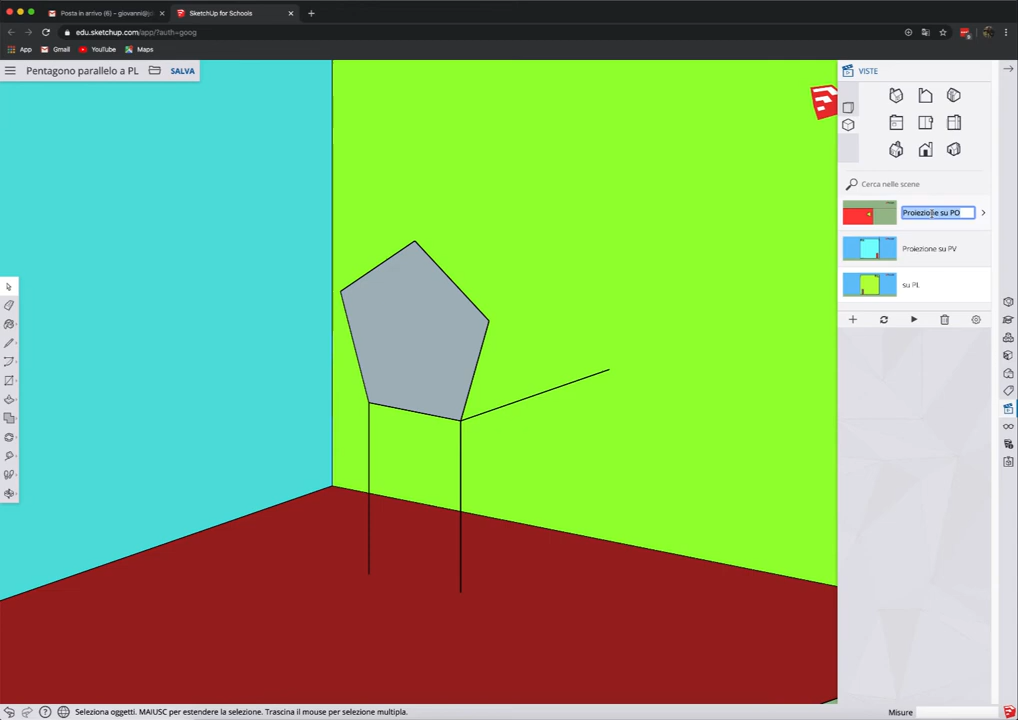 Posta in arrivo (6) - giovanni@j
SketchUp for Schools
edu.sketchup.com/app/?auth=goog
App
Gmail
YouTube
Maps
Pentagono parallelo a PL
SALVA
VISTE
Cerca nelle scene
Proiezione su PO
Proiezione su PV
su PL
Seleziona oggetti. MAIUSC per estendere la selezione. Trascina il mouse per selezione multipla.
Misure